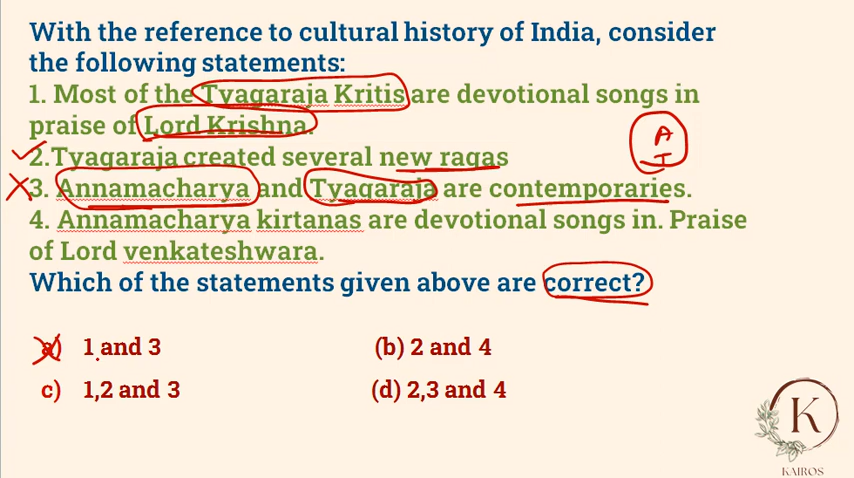 With the reference to cultural history of India, consider
the following statements:
1. Most of the Tyagaraja Kritis are devotional songs in
praise of Lord Krishna.
A
I
2.Tyagaraja created several new ragas
3. Annamacharya and Tyagaraja are contemporaries.
4. Annamacharya kirtanas are devotional songs in. Praise
of Lord venkateshwara.
Which of the statements given above are correct?
a) 1 and 3
(b) 2 and 4
c) 1,2 and 3
(d) 2,3 and 4
K
KAIROS